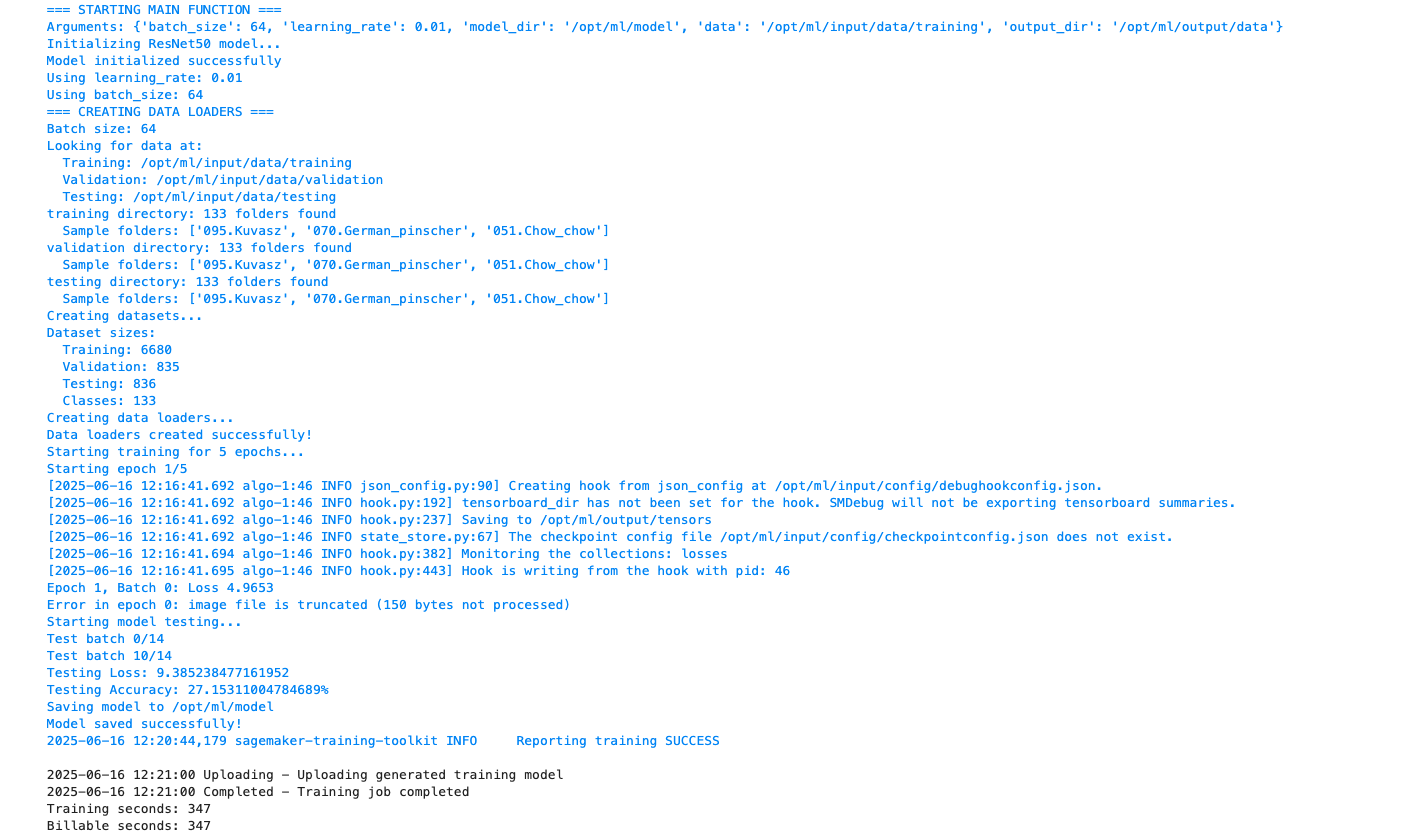 === STARTING MAIN FUNCTION ===
Arguments: {'batch_size': 64, 'learning_rate': 0.01, 'model_dir': '/opt/ml/model', 'data': '/opt/ml/input/data/training', 'output_dir': '/opt/ml/output/data'}
Initializing ResNet50 model...
Model initialized successfully
Using learning_rate: 0.01
Using batch_size: 64
=== CREATING DATA LOADERS ===
Batch size: 64
Looking for data at:
  Training: /opt/ml/input/data/training
  Validation: /opt/ml/input/data/validation
  Testing: /opt/ml/input/data/testing
training directory: 133 folders found
  Sample folders: ['095.Kuvasz', '070.German_pinscher', '051.Chow_chow']
validation directory: 133 folders found
  Sample folders: ['095.Kuvasz', '070.German_pinscher', '051.Chow_chow']
testing directory: 133 folders found
  Sample folders: ['095.Kuvasz', '070.German_pinscher', '051.Chow_chow']
Creating datasets...
Dataset sizes:
  Training: 6680
  Validation: 835
  Testing: 836
  Classes: 133
Creating data loaders...
Data loaders created successfully!
Starting training for 5 epochs...
Starting epoch 1/5
[2025-06-16 12:16:41.692 algo-1:46 INFO json_config.py:90] Creating hook from json_config at /opt/ml/input/config/debughookconfig.json.
[2025-06-16 12:16:41.692 algo-1:46 INFO hook.py:192] tensorboard_dir has not been set for the hook. SMDebug will not be exporting tensorboard summaries.
[2025-06-16 12:16:41.692 algo-1:46 INFO hook.py:237] Saving to /opt/ml/output/tensors
[2025-06-16 12:16:41.692 algo-1:46 INFO state_store.py:67] The checkpoint config file /opt/ml/input/config/checkpointconfig.json does not exist.
[2025-06-16 12:16:41.694 algo-1:46 INFO hook.py:382] Monitoring the collections: losses
[2025-06-16 12:16:41.695 algo-1:46 INFO hook.py:443] Hook is writing from the hook with pid: 46
Epoch 1, Batch 0: Loss 4.9653
Error in epoch 0: image file is truncated (150 bytes not processed)
Starting model testing...
Test batch 0/14
Test batch 10/14
Testing Loss: 9.385238477161952
Testing Accuracy: 27.15311004784689%
Saving model to /opt/ml/model
Model saved successfully!
2025-06-16 12:20:44,179 sagemaker-training-toolkit INFO     Reporting training SUCCESS

2025-06-16 12:21:00 Uploading - Uploading generated training model
2025-06-16 12:21:00 Completed - Training job completed
Training seconds: 347
Billable seconds: 347